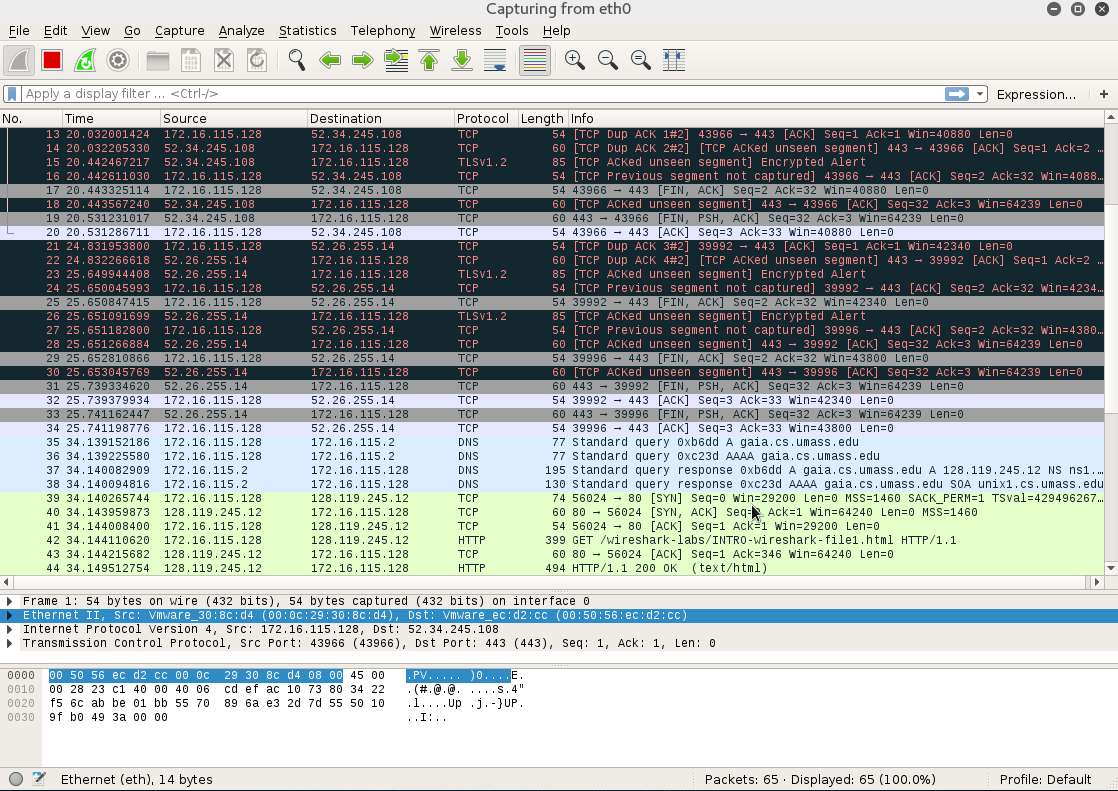 Capturing from eth0
File Edit View Go Capture Analyze Statistics Telephony Wireless Tools Help
Apply a display filter ... <Ctrl-/> Expression... +
No. Time Source Destination Protocol Length Info
13 20.032001424 172.16.115.128 52.34.245.108 TCP 54 [TCP Dup ACK 1#2] 43966 → 443 [ACK] Seq=1 Ack=1 Win=40880 Len=0
14 20.032205330 52.34.245.108 172.16.115.128 TCP 60 [TCP Dup ACK 2#2] [TCP ACKed unseen segment] 443 → 43966 [ACK] Seq=1 Ack=2 …
15 20.442467217 52.34.245.108 172.16.115.128 TLSv1.2 85 [TCP ACKed unseen segment] Encrypted Alert
16 20.442611030 172.16.115.128 52.34.245.108 TCP 54 [TCP Previous segment not captured] 43966 → 443 [ACK] Seq=2 Ack=32 Win=4088…
17 20.443325114 172.16.115.128 52.34.245.108 TCP 54 43966 → 443 [FIN, ACK] Seq=2 Ack=32 Win=40880 Len=0
18 20.443567240 52.34.245.108 172.16.115.128 TCP 60 [TCP ACKed unseen segment] 443 → 43966 [ACK] Seq=32 Ack=3 Win=64239 Len=0
19 20.531231017 52.34.245.108 172.16.115.128 TCP 60 443 → 43966 [FIN, PSH, ACK] Seq=32 Ack=3 Win=64239 Len=0
20 20.531286711 172.16.115.128 52.34.245.108 TCP 54 43966 → 443 [ACK] Seq=3 Ack=33 Win=40880 Len=0
21 24.831953800 172.16.115.128 52.26.255.14 TCP 54 [TCP Dup ACK 3#2] 39992 → 443 [ACK] Seq=1 Ack=1 Win=42340 Len=0
22 24.832266618 52.26.255.14 172.16.115.128 TCP 60 [TCP Dup ACK 4#2] [TCP ACKed unseen segment] 443 → 39992 [ACK] Seq=1 Ack=2 …
23 25.649944408 52.26.255.14 172.16.115.128 TLSv1.2 85 [TCP ACKed unseen segment] Encrypted Alert
24 25.650045993 172.16.115.128 52.26.255.14 TCP 54 [TCP Previous segment not captured] 39992 → 443 [ACK] Seq=2 Ack=32 Win=4234…
25 25.650847415 172.16.115.128 52.26.255.14 TCP 54 39992 → 443 [FIN, ACK] Seq=2 Ack=32 Win=42340 Len=0
26 25.651091699 52.26.255.14 172.16.115.128 TLSv1.2 85 [TCP ACKed unseen segment] Encrypted Alert
27 25.651182800 172.16.115.128 52.26.255.14 TCP 54 [TCP Previous segment not captured] 39996 → 443 [ACK] Seq=2 Ack=32 Win=4380…
28 25.651266884 52.26.255.14 172.16.115.128 TCP 60 [TCP ACKed unseen segment] 443 → 39992 [ACK] Seq=32 Ack=3 Win=64239 Len=0
29 25.652810866 172.16.115.128 52.26.255.14 TCP 54 39996 → 443 [FIN, ACK] Seq=2 Ack=32 Win=43800 Len=0
30 25.653045769 52.26.255.14 172.16.115.128 TCP 60 [TCP ACKed unseen segment] 443 → 39996 [ACK] Seq=32 Ack=3 Win=64239 Len=0
31 25.739334620 52.26.255.14 172.16.115.128 TCP 60 443 → 39992 [FIN, PSH, ACK] Seq=32 Ack=3 Win=64239 Len=0
32 25.739379934 172.16.115.128 52.26.255.14 TCP 54 39992 → 443 [ACK] Seq=3 Ack=33 Win=42340 Len=0
33 25.741162447 52.26.255.14 172.16.115.128 TCP 60 443 → 39996 [FIN, PSH, ACK] Seq=32 Ack=3 Win=64239 Len=0
34 25.741198776 172.16.115.128 52.26.255.14 TCP 54 39996 → 443 [ACK] Seq=3 Ack=33 Win=43800 Len=0
35 34.139152186 172.16.115.128 172.16.115.2 DNS 77 Standard query 0xb6dd A gaia.cs.umass.edu
36 34.139225580 172.16.115.128 172.16.115.2 DNS 77 Standard query 0xc23d AAAA gaia.cs.umass.edu
37 34.140082909 172.16.115.2 172.16.115.128 DNS 195 Standard query response 0xb6dd A gaia.cs.umass.edu A 128.119.245.12 NS ns1.…
38 34.140094816 172.16.115.2 172.16.115.128 DNS 130 Standard query response 0xc23d AAAA gaia.cs.umass.edu SOA unix1.cs.umass.edu
39 34.140265744 172.16.115.128 128.119.245.12 TCP 74 56024 → 80 [SYN] Seq=0 Win=29200 Len=0 MSS=1460 SACK_PERM=1 TSval=429496267…
40 34.143959873 128.119.245.12 172.16.115.128 TCP 60 80 → 56024 [SYN, ACK] Ack=1 Win=64240 Len=0 MSS=1460
41 34.144008400 172.16.115.128 128.119.245.12 TCP 54 56024 → 80 [ACK] Seq=1 Ack=1 Win=29200 Len=0
42 34.144110620 172.16.115.128 128.119.245.12 HTTP 399 GET /wireshark-labs/INTRO-wireshark-file1.html HTTP/1.1
43 34.144215682 128.119.245.12 172.16.115.128 TCP 60 80 → 56024 [ACK] Seq=1 Ack=346 Win=64240 Len=0
44 34.149512754 128.119.245.12 172.16.115.128 HTTP 494 HTTP/1.1 200 OK (text/html)
Frame 1: 54 bytes on wire (432 bits), 54 bytes captured (432 bits) on interface 0
Ethernet II, Src: Vmware_30:8c:d4 (00:0c:29:30:8c:d4), Dst: Vmware_ec:d2:cc (00:50:56:ec:d2:cc)
Internet Protocol Version 4, Src: 172.16.115.128, Dst: 52.34.245.108
Transmission Control Protocol, Src Port: 43966 (43966), Dst Port: 443 (443), Seq: 1, Ack: 1, Len: 0
0000 00 50 56 ec d2 cc 00 0c 29 30 8c d4 08 00 45 00 .PV..... )0....E.
0010 00 28 23 c1 40 00 40 06 cd ef ac 10 73 80 34 22 .(#.@.@. ....s.4"
0020 f5 6c ab be 01 bb 55 70 89 6a e3 2d 7d 55 50 10 .l....Up .j.-}UP.
0030 9f b0 49 3a 00 00 ..I:..
Ethernet (eth), 14 bytes Packets: 65 · Displayed: 65 (100.0%) Profile: Default